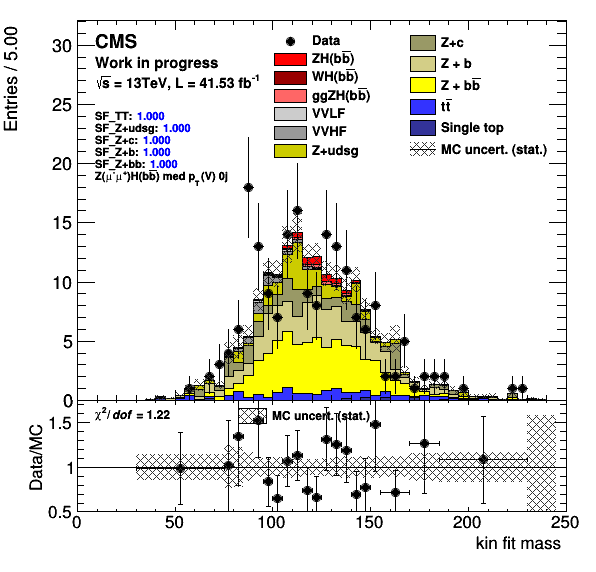 CMS
Work in progress
√s = 13TeV, L = 41.53 fb⁻¹
SF_TT: 1.000
SF_Z+udsg: 1.000
SF_Z+c: 1.000
SF_Z+b: 1.000
SF_Z+bb: 1.000
Z(μ⁻μ⁺)H(bb̅) med p_T(V) 0j
Data
ZH(bb̅)
WH(bb̅)
ggZH(bb̅)
VVLF
VVHF
Z+udsg
Z+c
Z + b
Z + bb̅
tt̅
Single top
MC uncert. (stat.)
Entries / 5.00
30
25
20
15
10
5
0
χ²/ dof = 1.22
MC uncert. (stat.)
Data/MC
1.5
1
0.5
0 50 100 150 200 250
kin fit mass